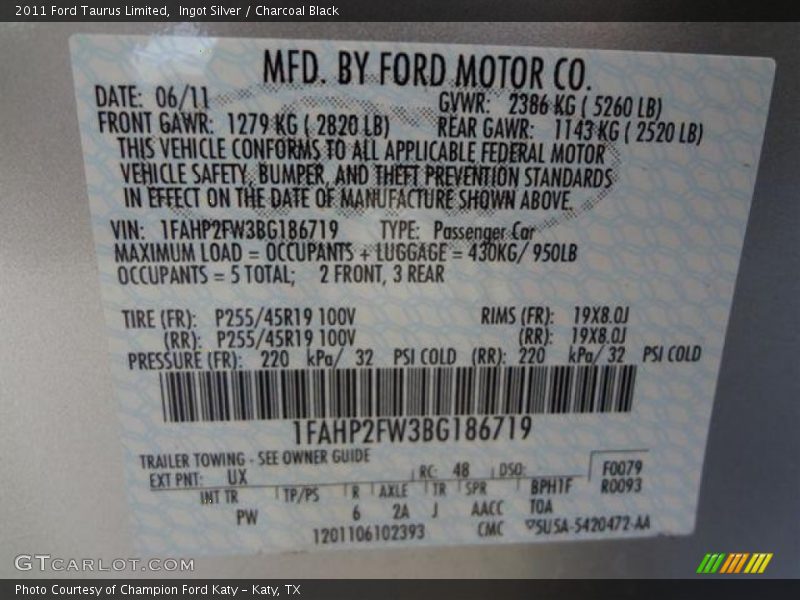 2011 Ford Taurus Limited,  Ingot Silver / Charcoal Black
MFD. BY FORD MOTOR CO.
DATE: 06/11 GVWR: 2386 KG ( 5260 LB)
FRONT GAWR: 1279 KG ( 2820 LB) REAR GAWR: 1143 KG ( 2520 LB)
THIS VEHICLE CONFORMS TO ALL APPLICABLE FEDERAL MOTOR
VEHICLE SAFETY, BUMPER, AND THEFT PREVENTION STANDARDS
IN EFFECT ON THE DATE OF MANUFACTURE SHOWN ABOVE.
VIN: 1FAHP2FW3BG186719 TYPE: Passenger Car
MAXIMUM LOAD = OCCUPANTS + LUGGAGE = 430KG/ 950LB
OCCUPANTS = 5 TOTAL; 2 FRONT, 3 REAR
TIRE (FR): P255/45R19 100V RIMS (FR): 19X8.0J
(RR): P255/45R19 100V (RR): 19X8.0J
PRESSURE (FR): 220 kPa/ 32 PSI COLD (RR): 220 kPa/ 32 PSI COLD
1FAHP2FW3BG186719
TRAILER TOWING - SEE OWNER GUIDE
EXT PNT: UX RC: 48 DSO: F0079
INT TR TP/PS R AXLE TR SPR BPH1F R0093
PW 6 2A J AACC TOA
1201106102393 CMC 5U5A-5420472-AA
GTCARLOT.COM
Photo Courtesy of Champion Ford Katy – Katy, TX